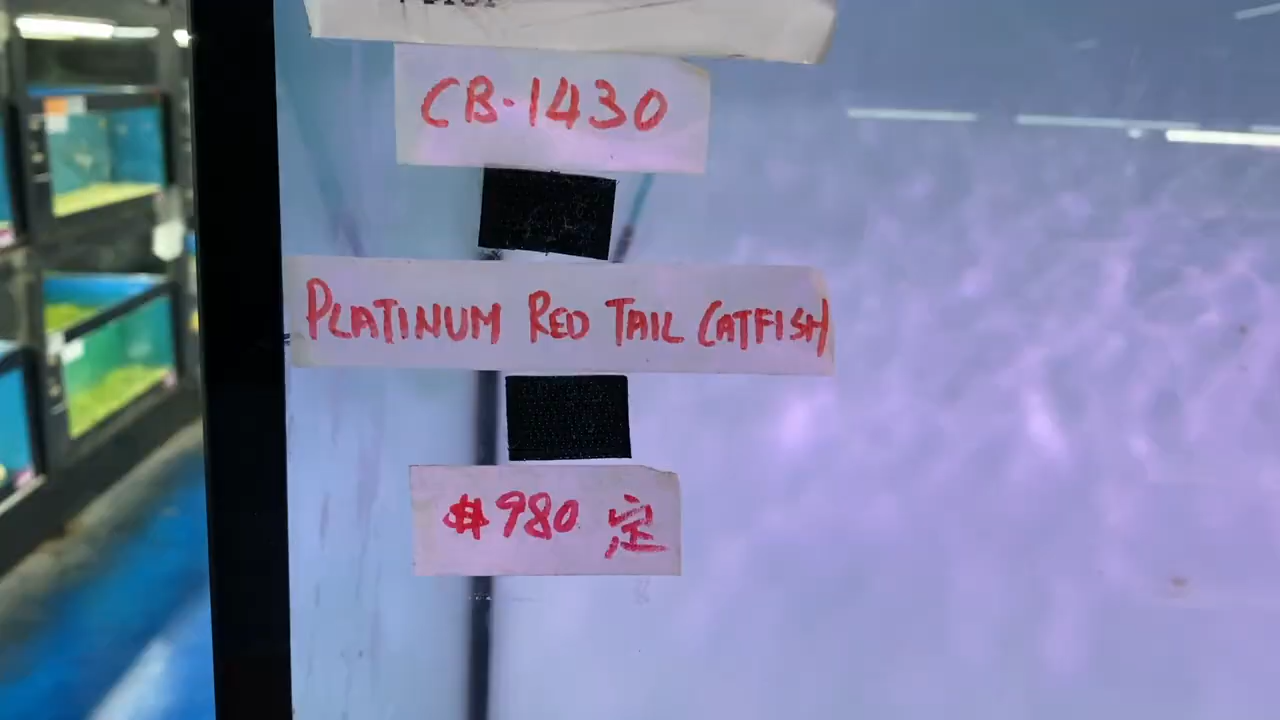 CB-1430
PLATINUM RED TAIL CATFISH
$980 定